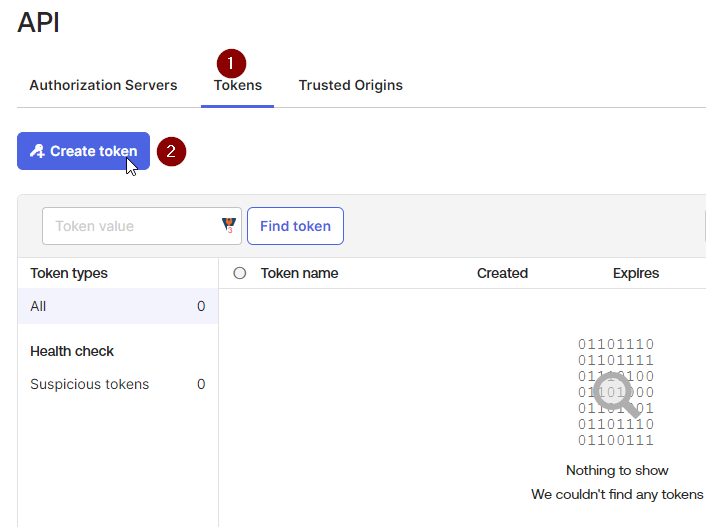 API
1
Authorization Servers Tokens Trusted Origins
Create token 2
Token value 3 Find token
Token types Token name Created Expires
All 0
Health check
Suspicious tokens 0
01101110
01101111
01110100
01101000
01101001
01101110
01100111
Nothing to show
We couldn't find any tokens